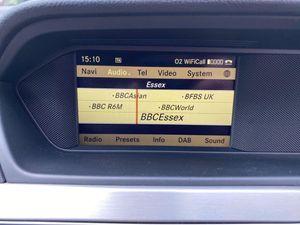 15:10 O2 WiFiCall
Navi Audio Tel Video System
Essex
BBCAsian BFBS UK
BBC R6M BBCWorld
BBCEssex
Radio Presets Info DAB Sound